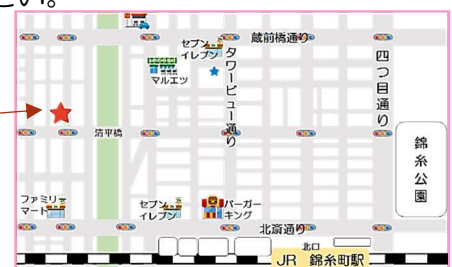 さい。
蔵前橋通り
セブン
イレブン
マルエツ
タワービュー通り
四つ目通り
清平橋
錦糸公園
ファミリー
マート
セブン
イレブン
バーガー
キング
北斎通り
北口
JR 錦糸町駅